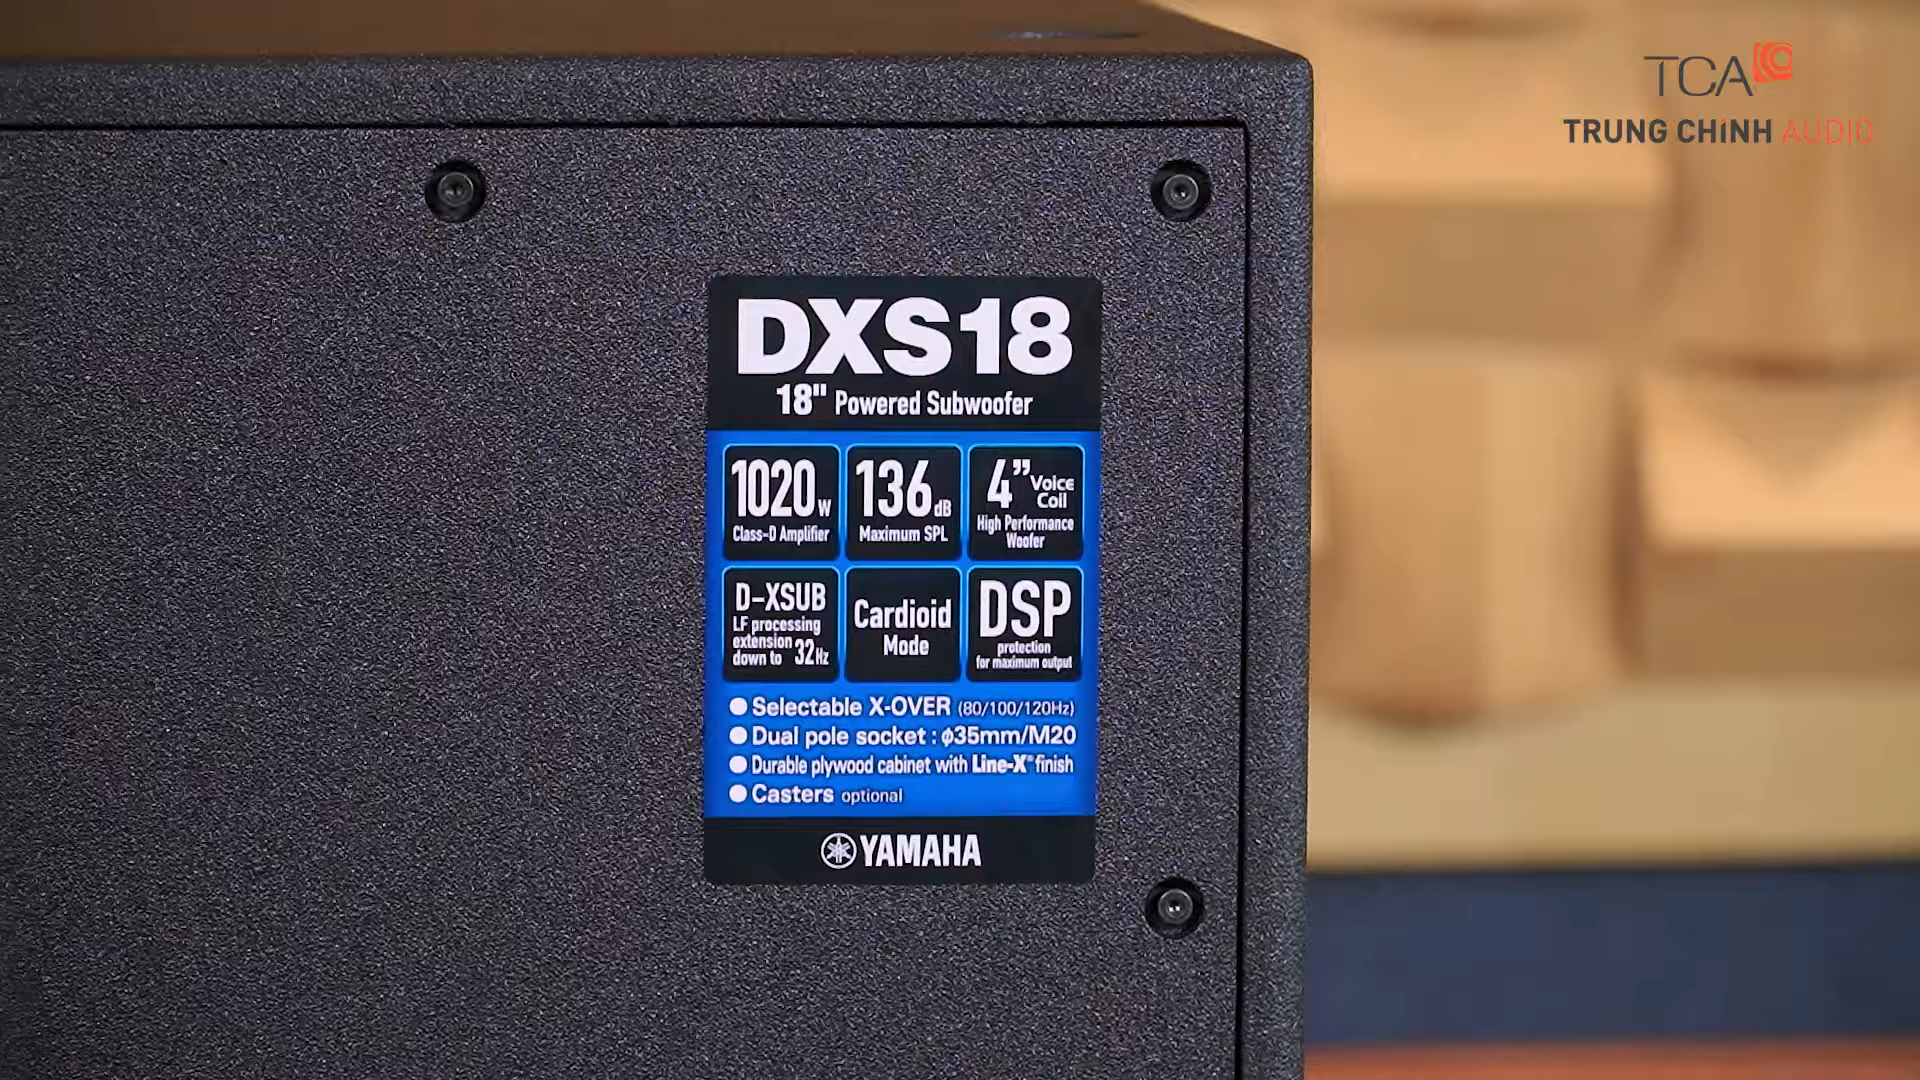 TCA
TRUNG CHÍNH AUDIO
DXS18
18" Powered Subwoofer
1020W
Class-D Amplifier
136dB
Maximum SPL
4” Voice
Coil
High Performance
Woofer
D-XSUB
LF processing
extension
down to 32Hz
Cardioid
Mode
DSP
protection
for maximum output
● Selectable X-OVER (80/100/120Hz)
● Dual pole socket : φ35mm/M20
● Durable plywood cabinet with Line-X® finish
● Casters optional
YAMAHA